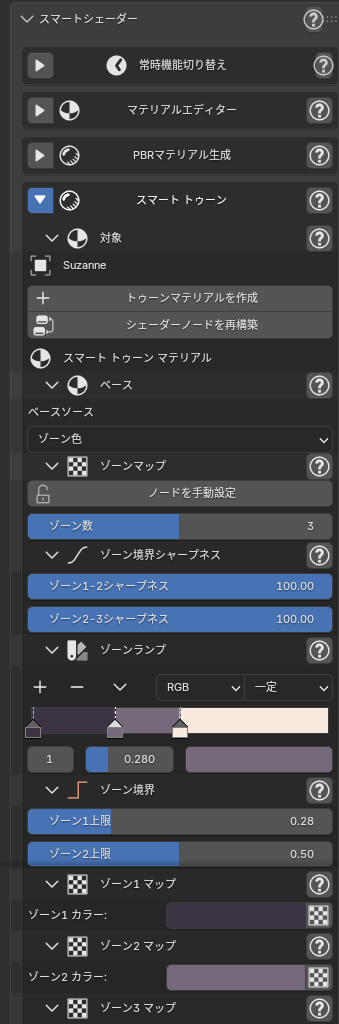 スマートシェーダー
常時機能切り替え
マテリアルエディター
PBRマテリアル生成
スマート トゥーン
対象
Suzanne
トゥーンマテリアルを作成
シェーダーノードを再構築
スマート トゥーン マテリアル
ベース
ベースソース
ゾーン色
ゾーンマップ
ノードを手動設定
ゾーン数 3
ゾーン境界シャープネス
ゾーン1-2シャープネス 100.00
ゾーン2-3シャープネス 100.00
ゾーンランプ
RGB 一定
1 0.280
ゾーン境界
ゾーン1上限 0.28
ゾーン2上限 0.50
ゾーン1 マップ
ゾーン1 カラー:
ゾーン2 マップ
ゾーン2 カラー:
ゾーン3 マップ